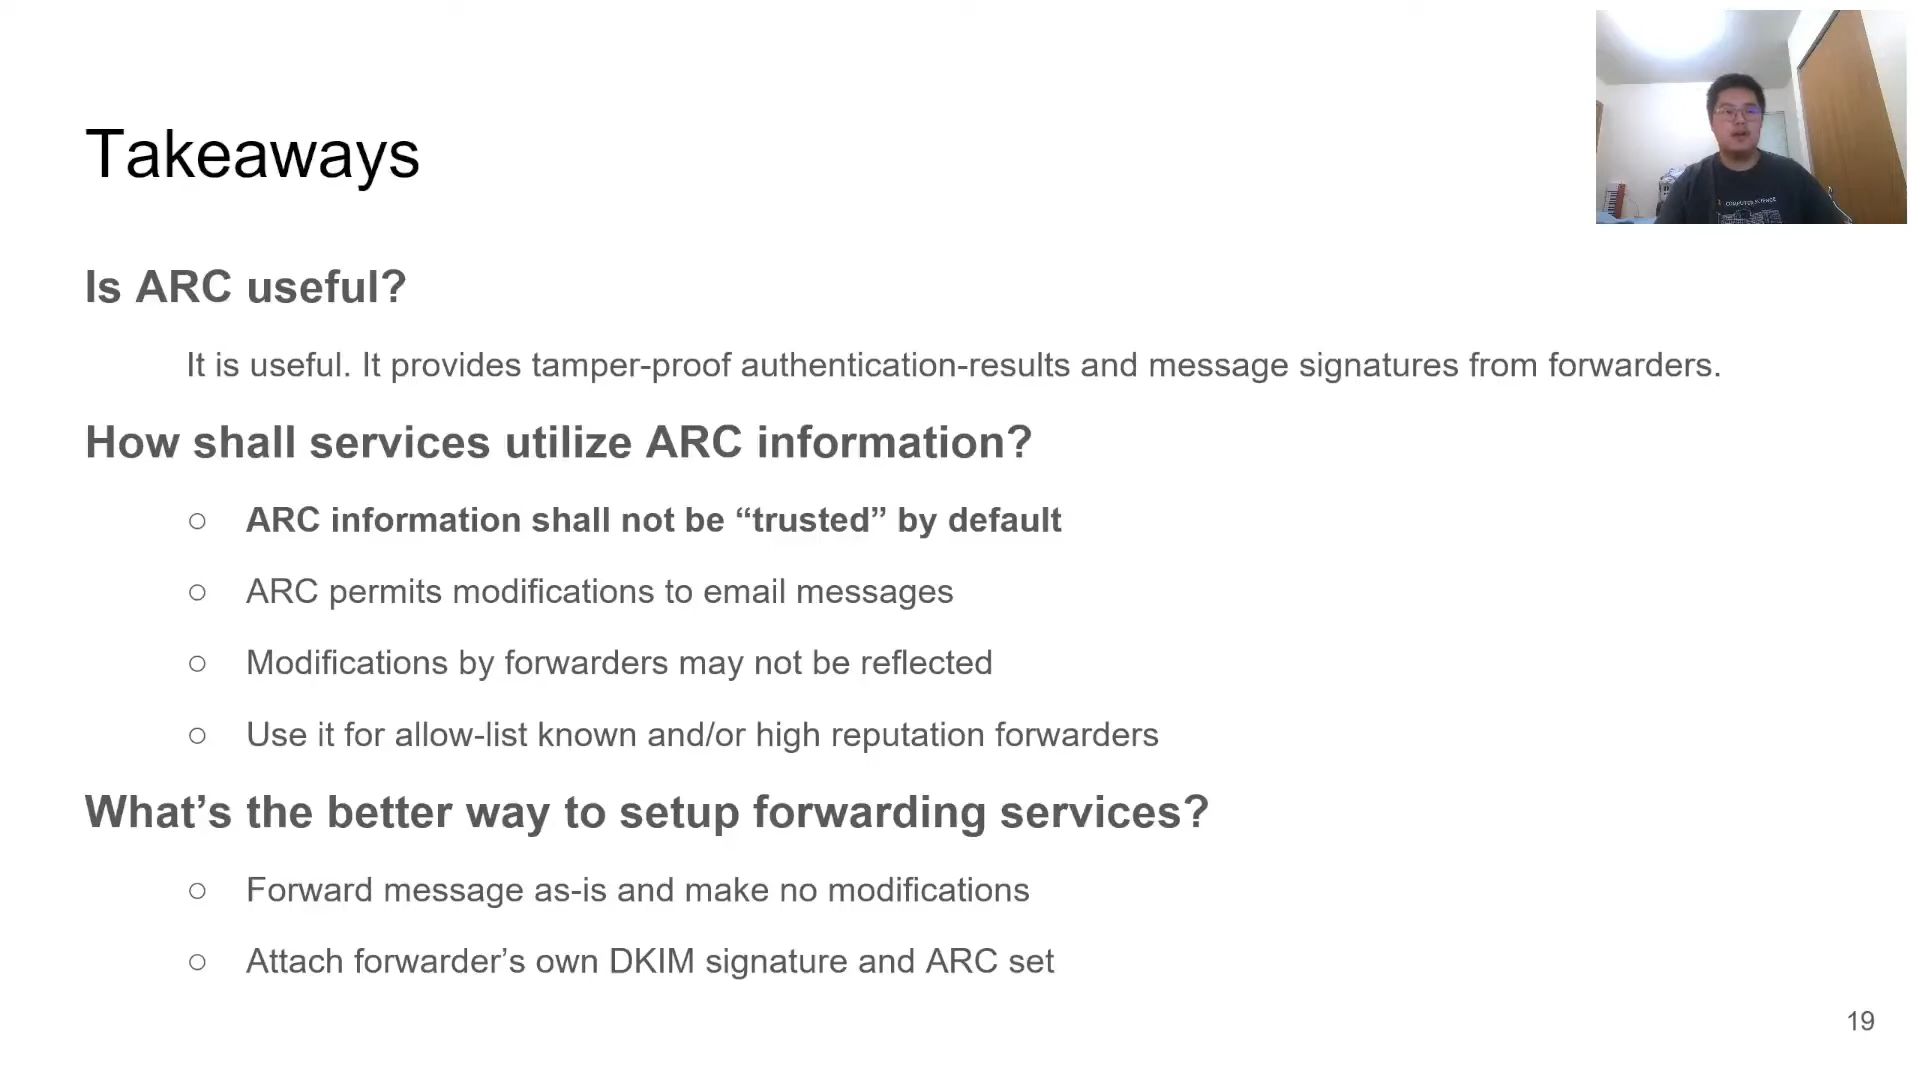 Takeaways
COMPUTER SCIENCE
Is ARC useful?
It is useful. It provides tamper-proof authentication-results and message signatures from forwarders.
How shall services utilize ARC information?
○ ARC information shall not be “trusted” by default
○ ARC permits modifications to email messages
○ Modifications by forwarders may not be reflected
○ Use it for allow-list known and/or high reputation forwarders
What’s the better way to setup forwarding services?
○ Forward message as-is and make no modifications
○ Attach forwarder’s own DKIM signature and ARC set
19